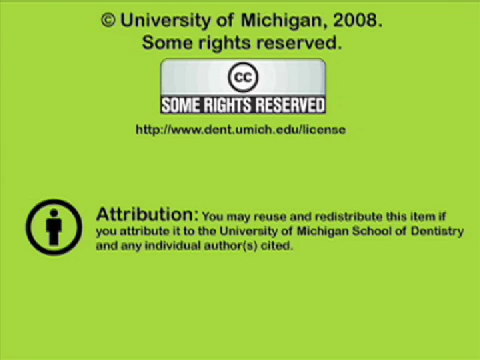 © University of Michigan, 2008.
Some rights reserved.
cc
SOME RIGHTS RESERVED
http://www.dent.umich.edu/license
Attribution: You may reuse and redistribute this item if
you attribute it to the University of Michigan School of Dentistry
and any individual author(s) cited.